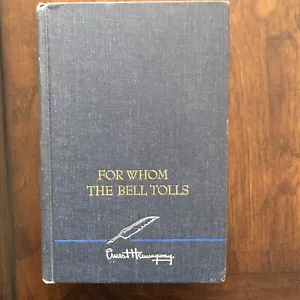 FOR WHOM
THE BELL TOLLS
Ernest Hemingway